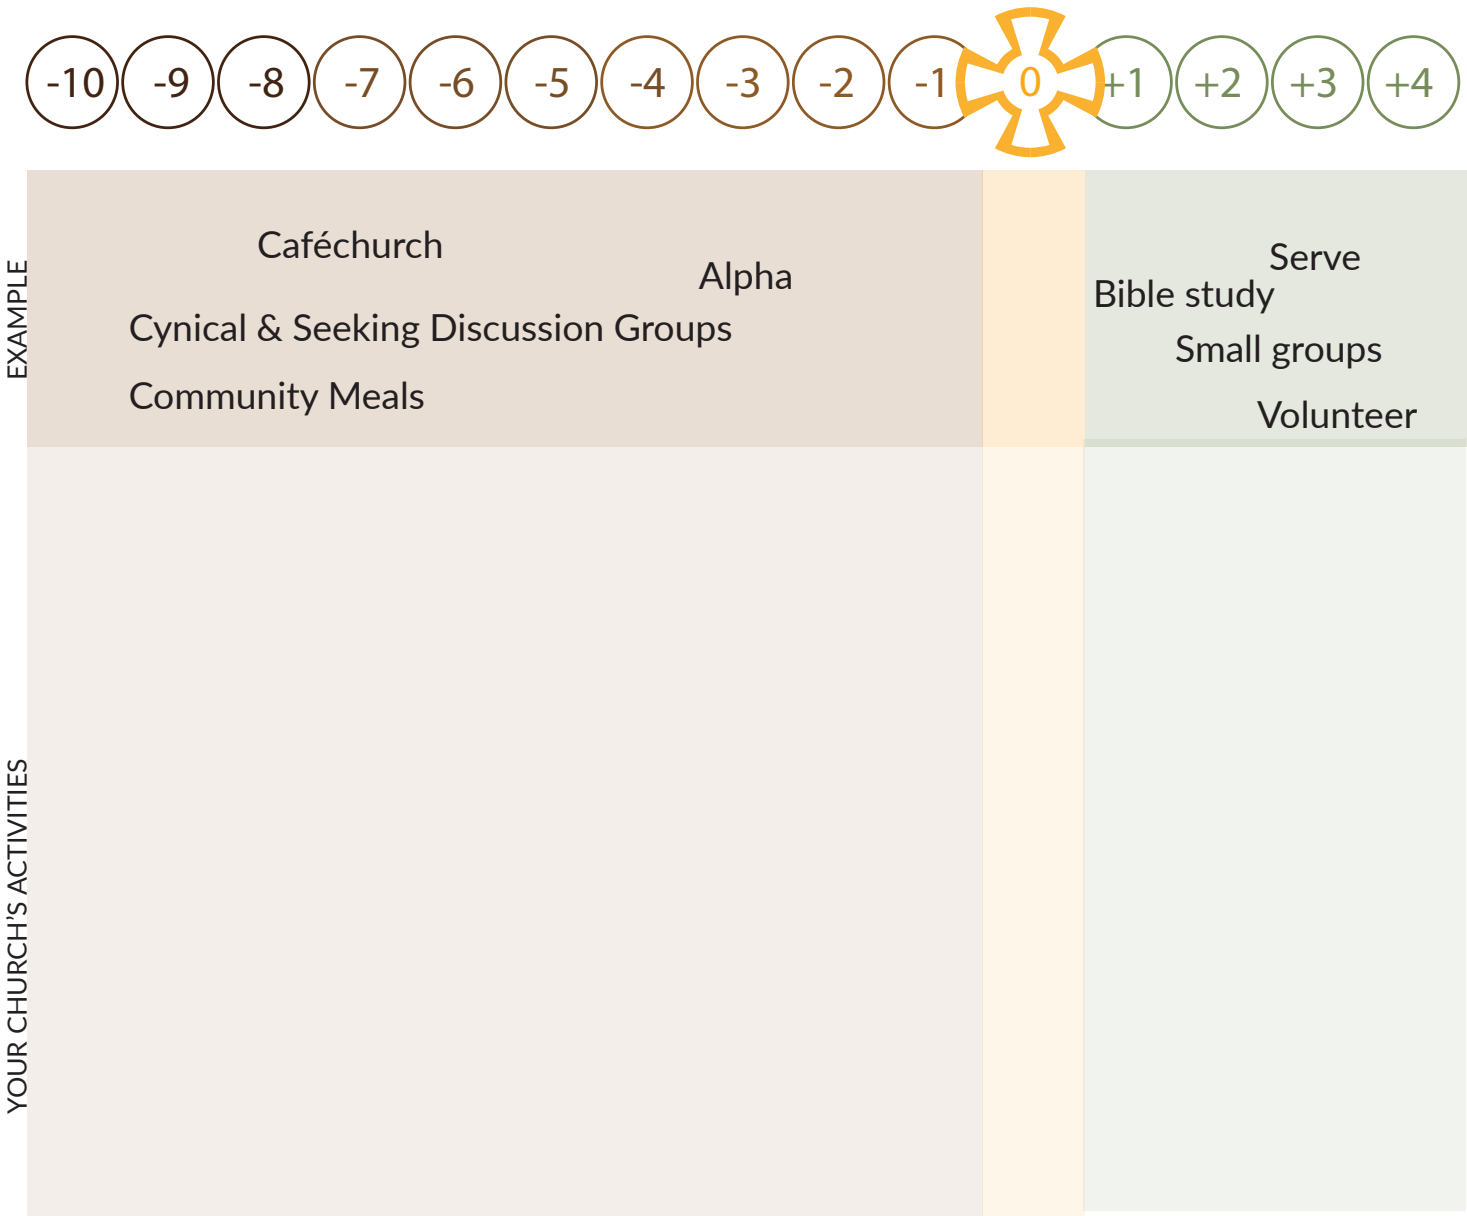 -10 -9 -8 -7 -6 -5 -4 -3 -2 -1 0 +1 +2 +3 +4
EXAMPLE
Caféchurch
Alpha
Cynical & Seeking Discussion Groups
Community Meals
Serve
Bible study
Small groups
Volunteer
YOUR CHURCH’S ACTIVITIES